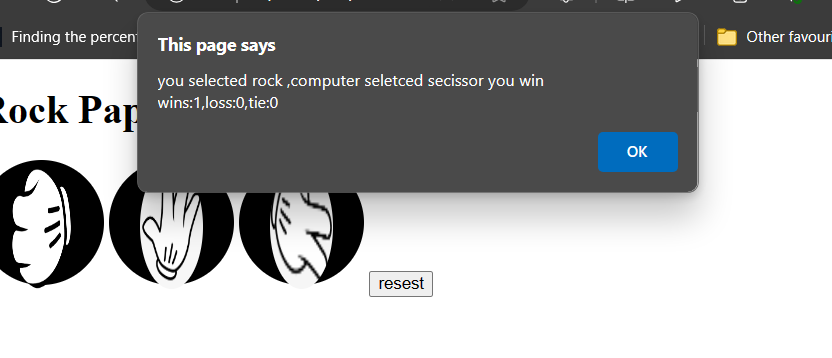 Finding the percent
Other favouri
This page says
you selected rock ,computer seletced secissor you win
wins:1,loss:0,tie:0
OK
Rock Pap
resest